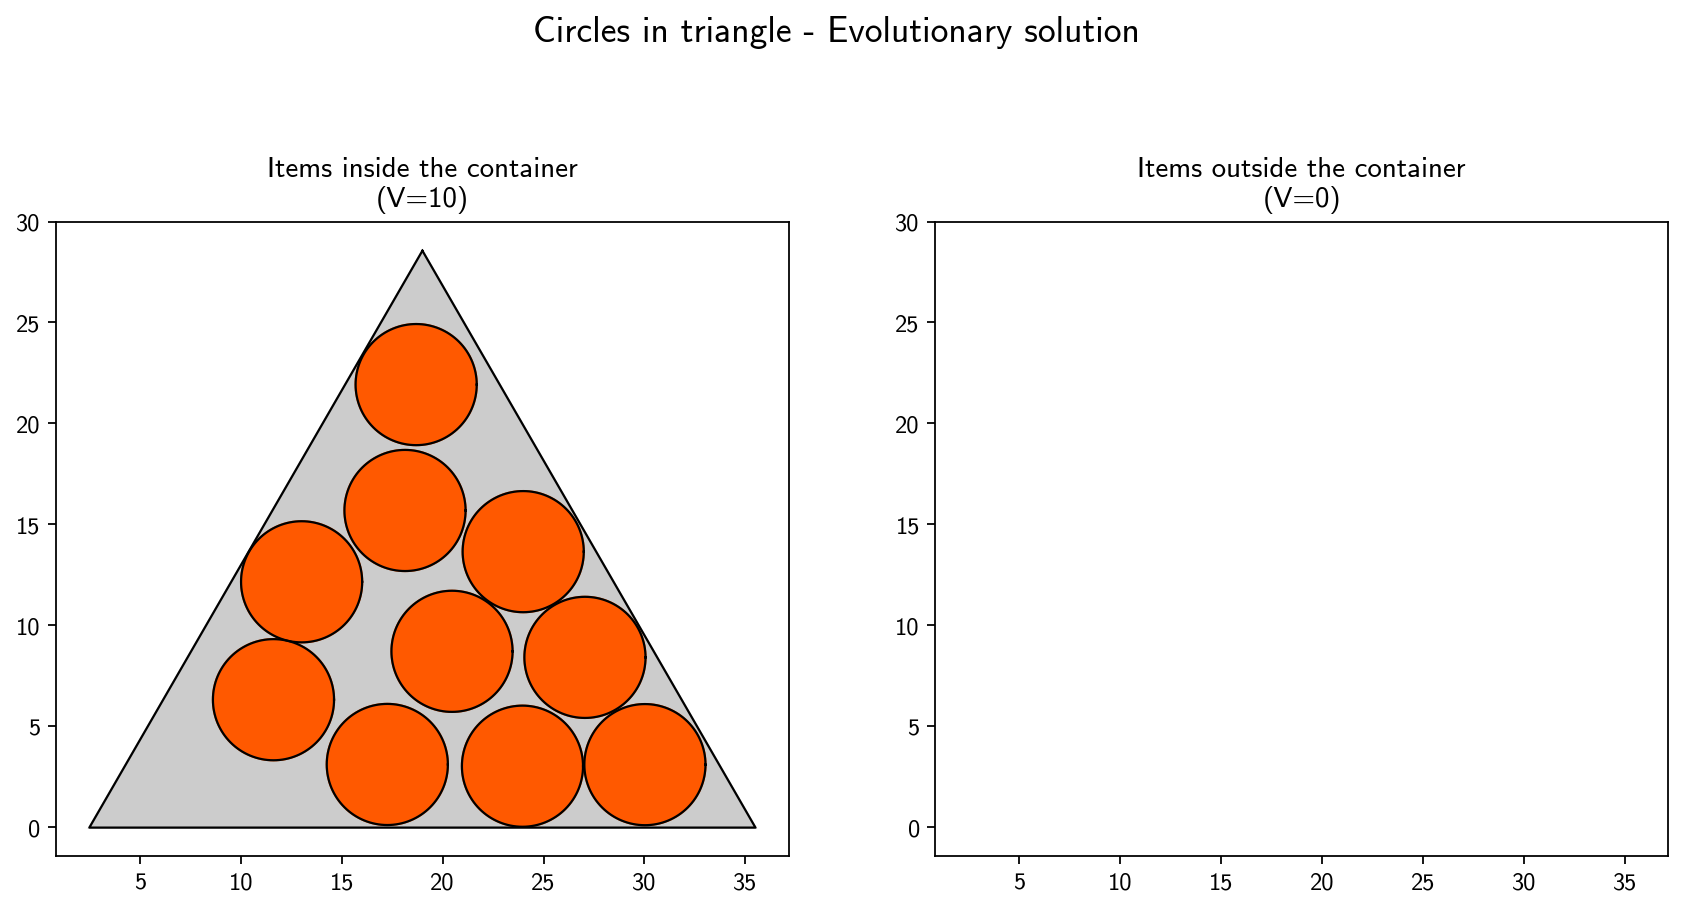 Circles in triangle - Evolutionary solution
Items inside the container
(V=10)
30
25
20
15
10
5
0
5 10 15 20 25 30 35
Items outside the container
(V=0)
30
25
20
15
10
5
0
5 10 15 20 25 30 35